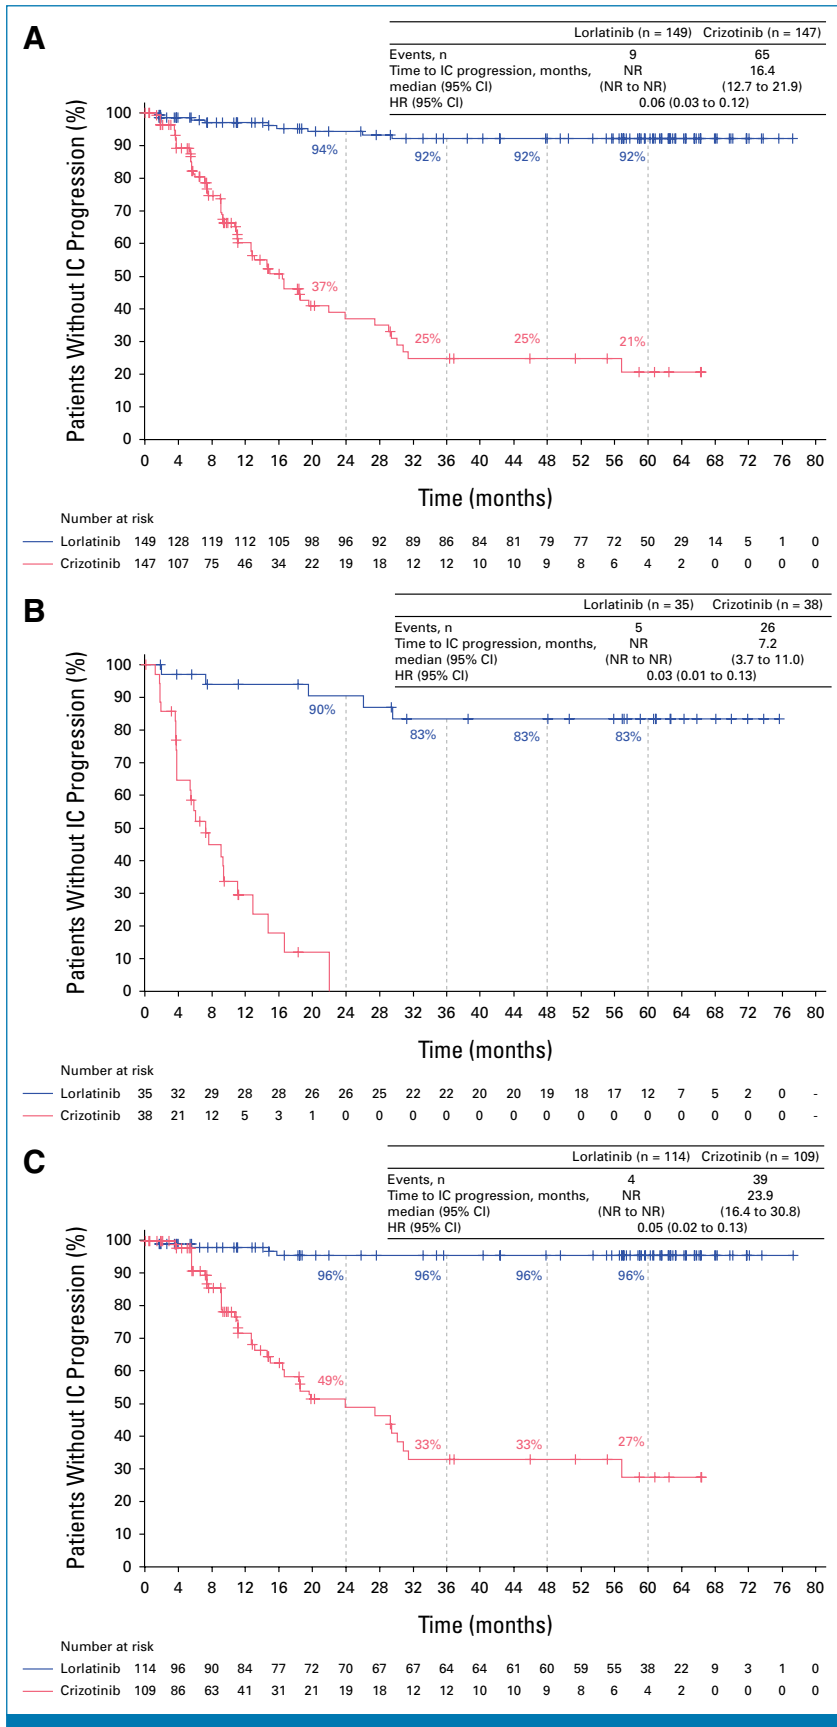 A
Lorlatinib (n = 149) Crizotinib (n = 147)
Events, n 9 65
Time to IC progression, months, NR 16.4
median (95% CI) (NR to NR) (12.7 to 21.9)
HR (95% CI) 0.06 (0.03 to 0.12)
Patients Without IC Progression (%)
100
90
80
70
60
50
40
30
20
10
0
94%
92%
92%
92%
37%
25%
25%
21%
0 4 8 12 16 20 24 28 32 36 40 44 48 52 56 60 64 68 72 76 80
Time (months)
Number at risk
Lorlatinib 149 128 119 112 105 98 96 92 89 86 84 81 79 77 72 50 29 14 5 1 0
Crizotinib 147 107 75 46 34 22 19 18 12 12 10 10 9 8 6 4 2 0 0 0 0
B
Lorlatinib (n = 35) Crizotinib (n = 38)
Events, n 5 26
Time to IC progression, months, NR 7.2
median (95% CI) (NR to NR) (3.7 to 11.0)
HR (95% CI) 0.03 (0.01 to 0.13)
Patients Without IC Progression (%)
100
90
80
70
60
50
40
30
20
10
0
90%
83%
83%
83%
0 4 8 12 16 20 24 28 32 36 40 44 48 52 56 60 64 68 72 76 80
Time (months)
Number at risk
Lorlatinib 35 32 29 28 28 26 26 25 22 22 20 20 19 18 17 12 7 5 2 0 -
Crizotinib 38 21 12 5 3 1 0 0 0 0 0 0 0 0 0 0 0 0 0 0 -
C
Lorlatinib (n = 114) Crizotinib (n = 109)
Events, n 4 39
Time to IC progression, months, NR 23.9
median (95% CI) (NR to NR) (16.4 to 30.8)
HR (95% CI) 0.05 (0.02 to 0.13)
Patients Without IC Progression (%)
100
90
80
70
60
50
40
30
20
10
0
96%
96%
96%
96%
49%
33%
33%
27%
0 4 8 12 16 20 24 28 32 36 40 44 48 52 56 60 64 68 72 76 80
Time (months)
Number at risk
Lorlatinib 114 96 90 84 77 72 70 67 67 64 64 61 60 59 55 38 22 9 3 1 0
Crizotinib 109 86 63 41 31 21 19 18 12 12 10 10 9 8 6 4 2 0 0 0 0